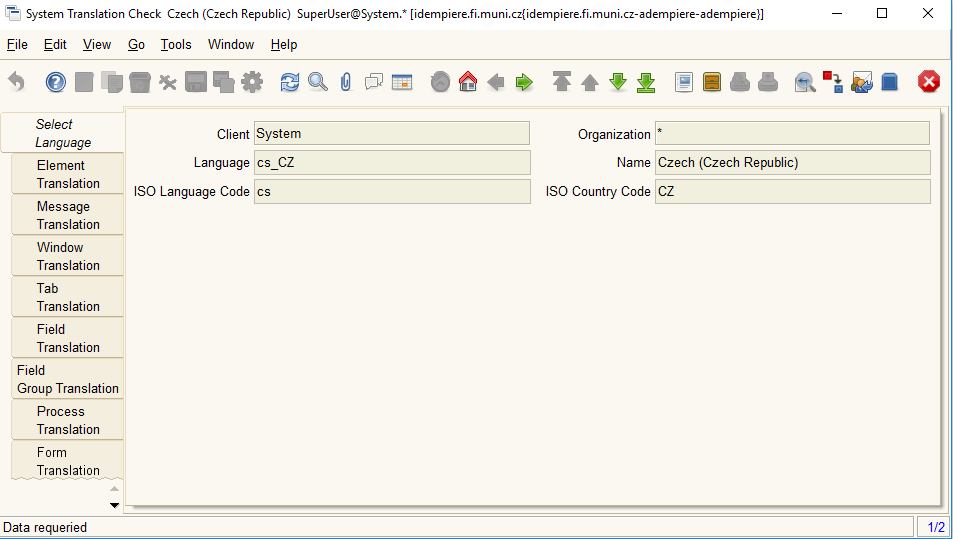 System Translation Check  Czech (Czech Republic)  SuperUser@System.* [idempiere.fi.muni.cz{idempiere.fi.muni.cz-adempiere-adempiere}]
File Edit View Go Tools Window Help
Select
Language
Element
Translation
Message
Translation
Window
Translation
Tab
Translation
Field
Translation
Field
Group Translation
Process
Translation
Form
Translation
Client System Organization *
Language cs_CZ Name Czech (Czech Republic)
ISO Language Code cs ISO Country Code CZ
Data requeried 1/2